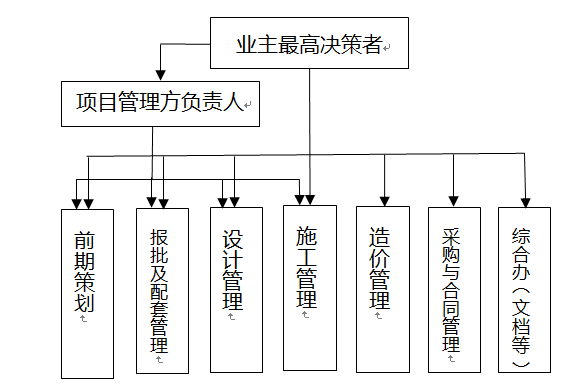 业主最高决策者
项目管理方负责人
前期策划
报批及配套管理
设计管理
施工管理
造价管理
采购与合同管理
综合办（文档等）